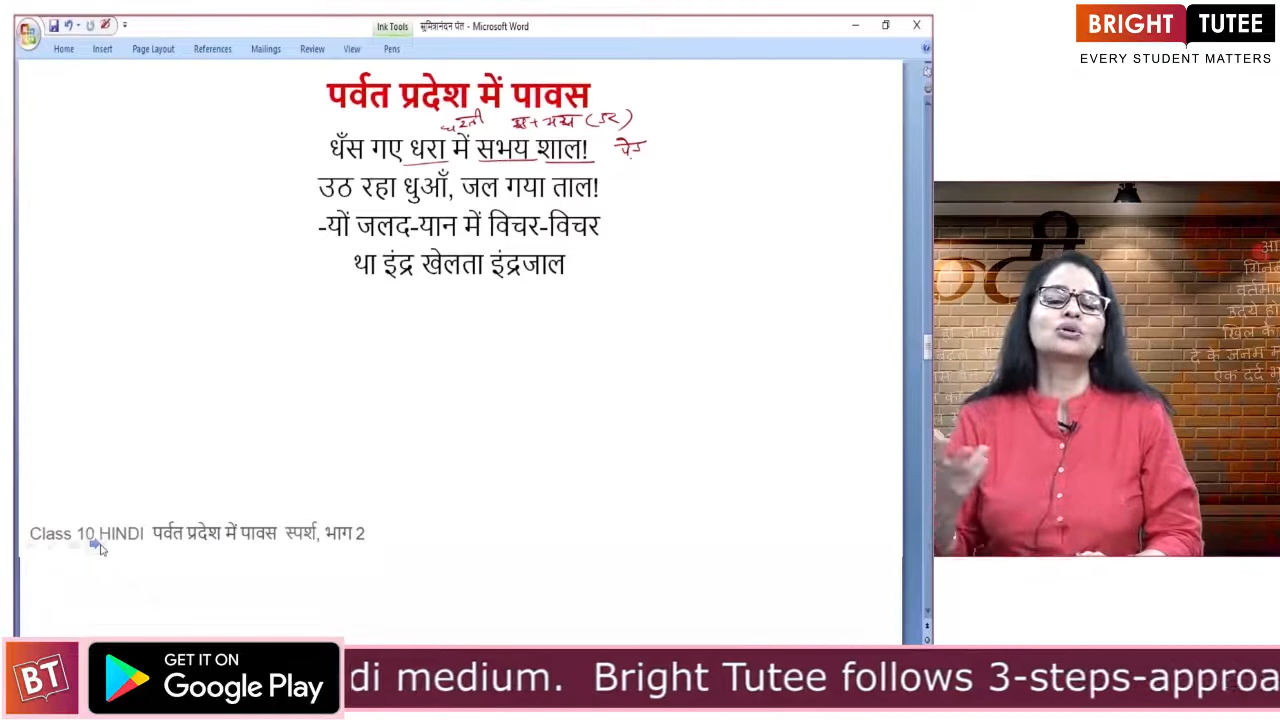 Ink Tools
सुमित्रानंदन पंत - Microsoft Word
Home Insert Page Layout References Mailings Review View Pens
BRIGHT TUTEE
EVERY STUDENT MATTERS
पर्वत प्रदेश में पावस
धरती स + भय (डर)
धँस गए धरा में सभय शाल! पेड़
उठ रहा धुआँ, जल गया ताल!
-यों जलद-यान में विचर-विचर
था इंद्र खेलता इंद्रजाल
Class 10 HINDI पर्वत प्रदेश में पावस स्पर्श, भाग 2
BT
GET IT ON
Google Play
di medium. Bright Tutee follows 3-steps-approa